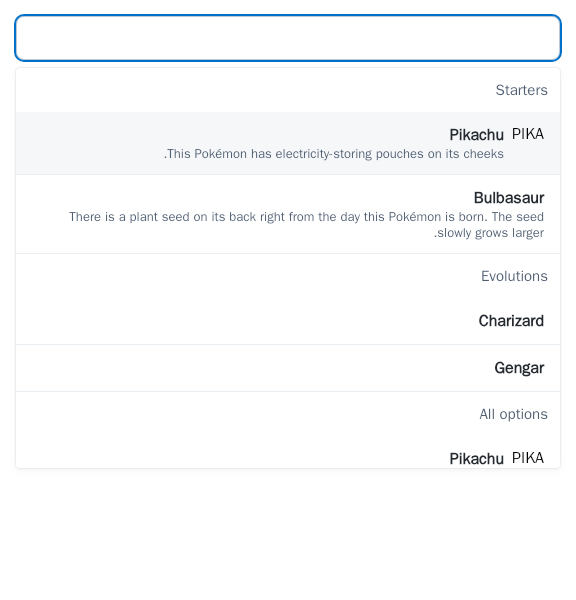 Starters
Pikachu PIKA
.This Pokémon has electricity-storing pouches on its cheeks
Bulbasaur
There is a plant seed on its back right from the day this Pokémon is born. The seed
.slowly grows larger
Evolutions
Charizard
Gengar
All options
Pikachu PIKA